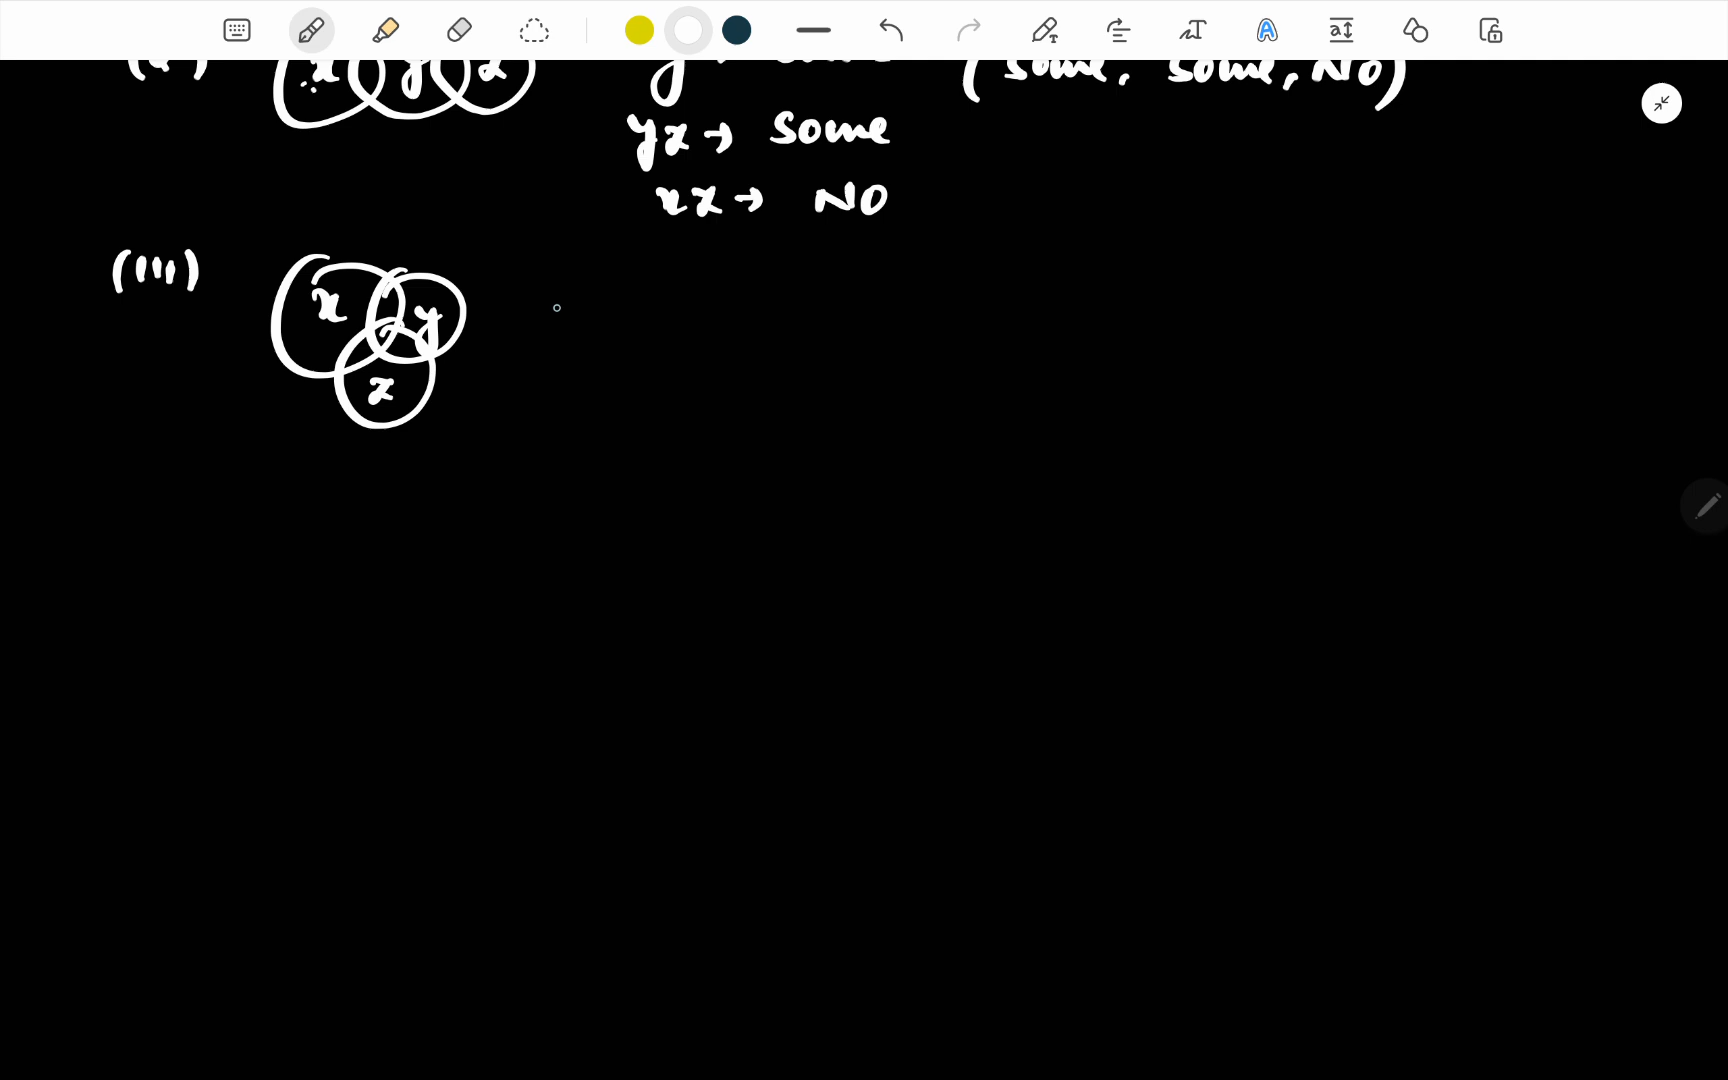 x y z
(Some, Some, NO)
yz → Some
xz → NO
(III) x y z